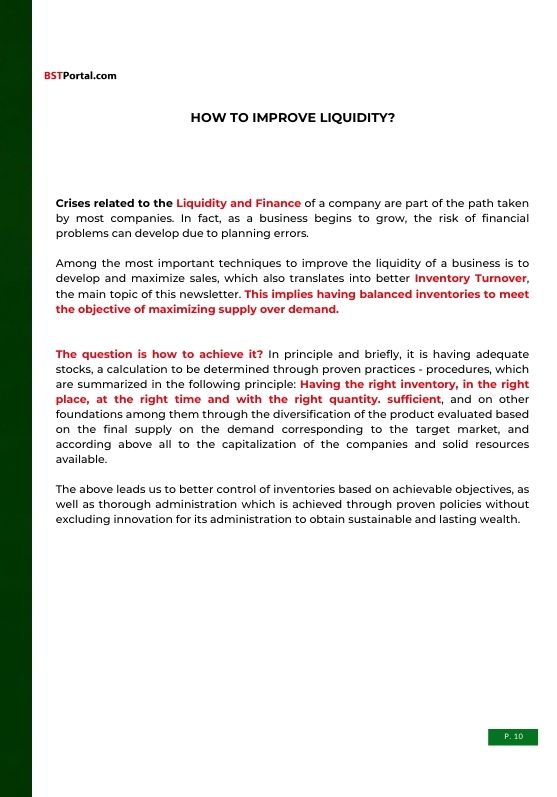 BSTPortal.com
HOW TO IMPROVE LIQUIDITY?
Crises related to the Liquidity and Finance of a company are part of the path taken
by most companies. In fact, as a business begins to grow, the risk of financial
problems can develop due to planning errors.
Among the most important techniques to improve the liquidity of a business is to
develop and maximize sales, which also translates into better Inventory Turnover,
the main topic of this newsletter. This implies having balanced inventories to meet
the objective of maximizing supply over demand.
The question is how to achieve it? In principle and briefly, it is having adequate
stocks, a calculation to be determined through proven practices - procedures, which
are summarized in the following principle: Having the right inventory, in the right
place, at the right time and with the right quantity. sufficient, and on other
foundations among them through the diversification of the product evaluated based
on the final supply on the demand corresponding to the target market, and
according above all to the capitalization of the companies and solid resources
available.
The above leads us to better control of inventories based on achievable objectives, as
well as thorough administration which is achieved through proven policies without
excluding innovation for its administration to obtain sustainable and lasting wealth.
P. 10